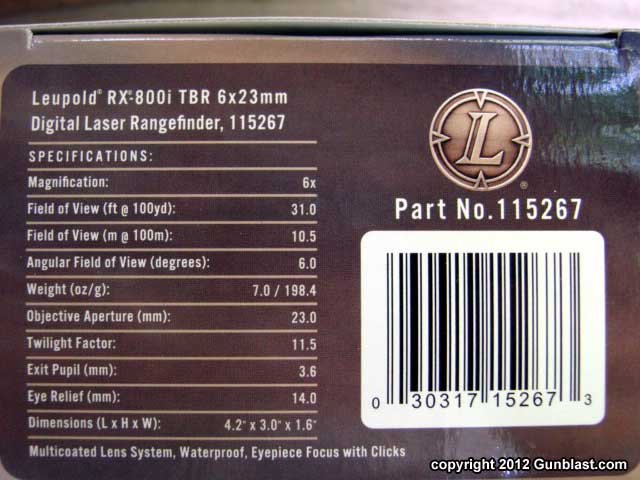 Leupold® RX®-800i TBR 6x23mm
Digital Laser Rangefinder, 115267
SPECIFICATIONS:
Magnification: 6x
Field of View (ft @ 100yd): 31.0
Field of View (m @ 100m): 10.5
Angular Field of View (degrees): 6.0
Weight (oz/g): 7.0 / 198.4
Objective Aperture (mm): 23.0
Twilight Factor: 11.5
Exit Pupil (mm): 3.6
Eye Relief (mm): 14.0
Dimensions (L x H x W): 4.2" x 3.0" x 1.6"
Multicoated Lens System, Waterproof, Eyepiece Focus with Clicks
L ®
Part No.115267
0 30317 15267 3
copyright 2012 Gunblast.com